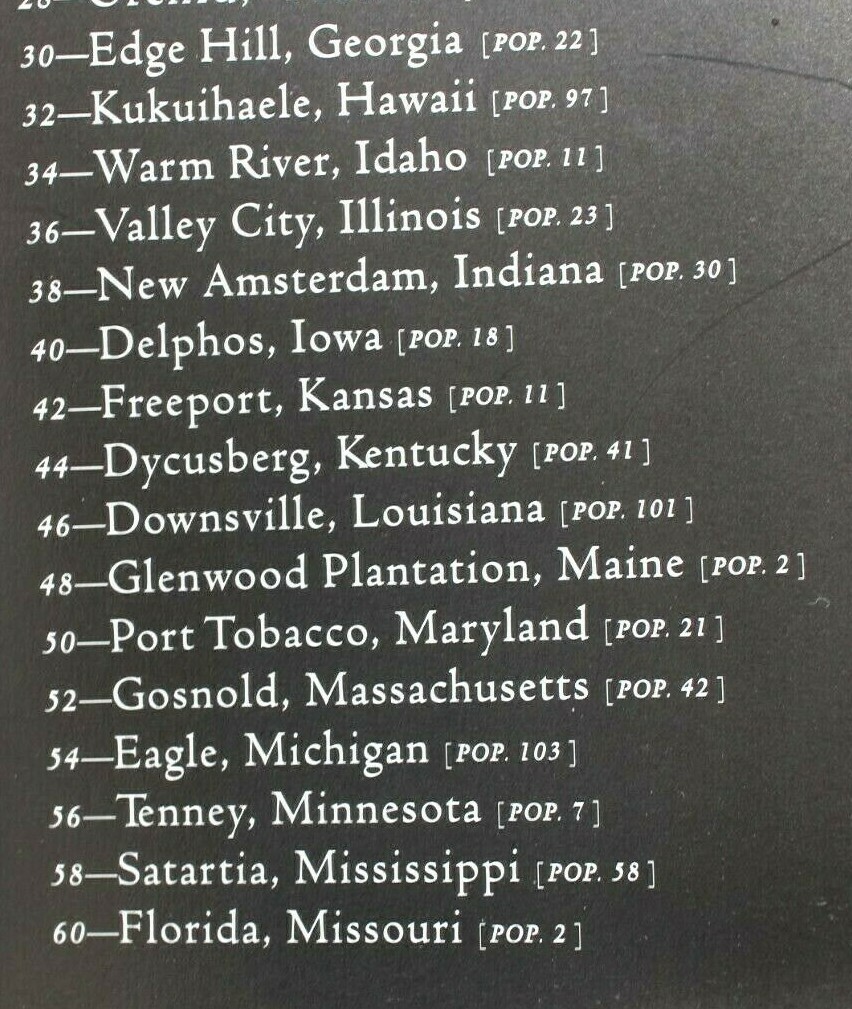 30—Edge Hill, Georgia [POP. 22]
32—Kukuihaele, Hawaii [POP. 97]
34—Warm River, Idaho [POP. 11]
36—Valley City, Illinois [POP. 23]
38—New Amsterdam, Indiana [POP. 30]
40—Delphos, Iowa [POP. 18]
42—Freeport, Kansas [POP. 11]
44—Dycusberg, Kentucky [POP. 41]
46—Downsville, Louisiana [POP. 101]
48—Glenwood Plantation, Maine [POP. 2]
50—Port Tobacco, Maryland [POP. 21]
52—Gosnold, Massachusetts [POP. 42]
54—Eagle, Michigan [POP. 103]
56—Tenney, Minnesota [POP. 7]
58—Satartia, Mississippi [POP. 58]
60—Florida, Missouri [POP. 2]